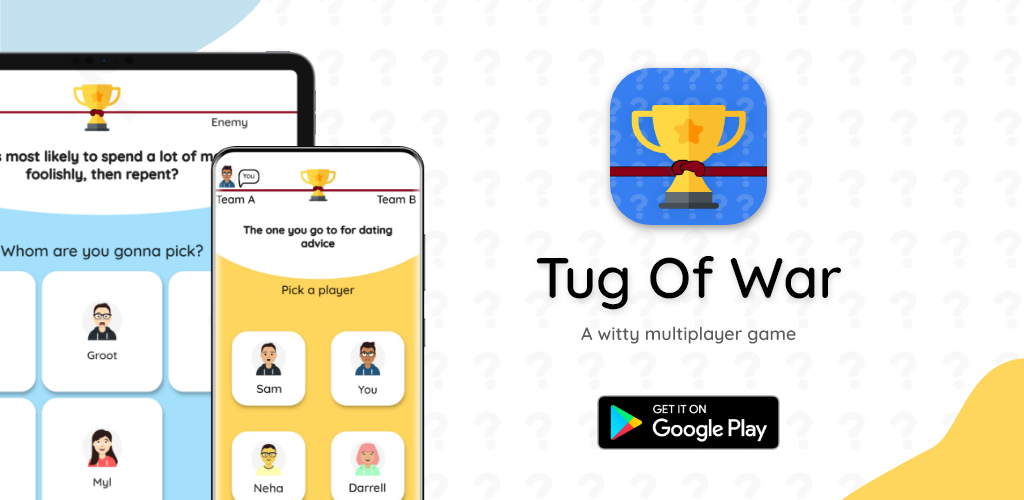 Enemy
s most likely to spend a lot of m
foolishly, then repent?
Whom are you gonna pick?
Groot
Myl
You
Team A
Team B
The one you go to for dating
advice
Pick a player
Sam
You
Neha
Darrell
Tug Of War
A witty multiplayer game
GET IT ON
Google Play